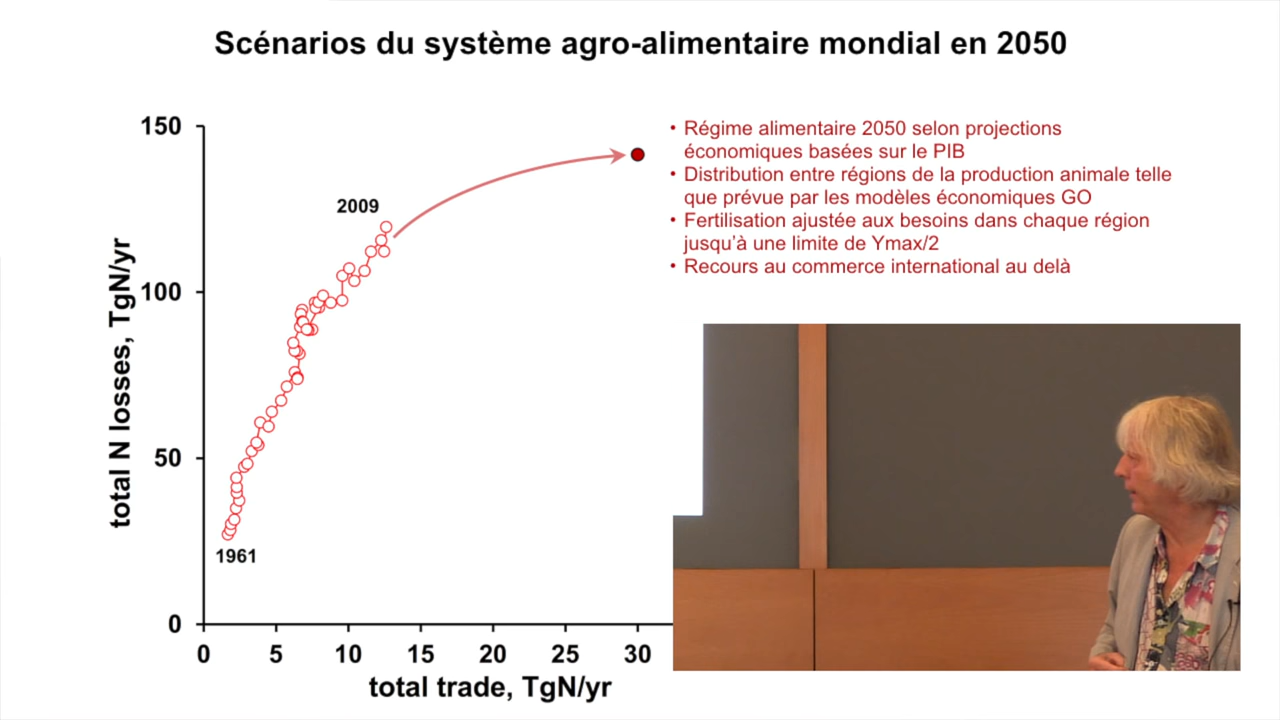 Scénarios du système agro-alimentaire mondial en 2050
150
100
50
0
total N losses, TgN/yr
2009
1961
0 5 10 15 20 25 30
total trade, TgN/yr
• Régime alimentaire 2050 selon projections
économiques basées sur le PIB
• Distribution entre régions de la production animale telle
que prévue par les modèles économiques GO
• Fertilisation ajustée aux besoins dans chaque région
jusqu’à une limite de Ymax/2
• Recours au commerce international au delà